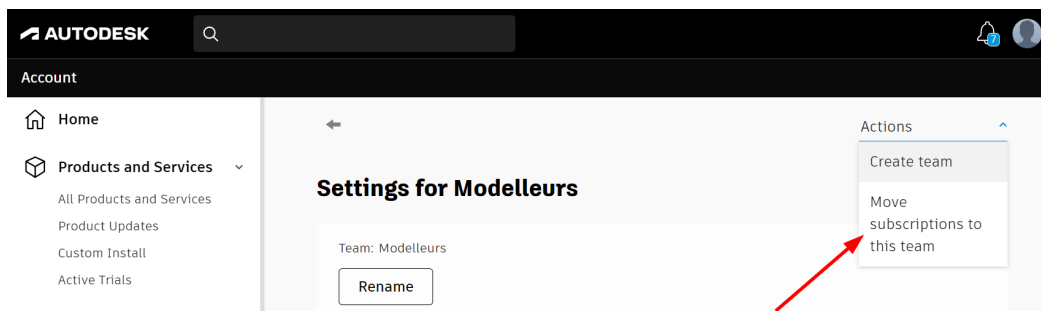 AUTODESK
7
Account
Home
Products and Services
All Products and Services
Product Updates
Custom Install
Active Trials
Actions
Create team
Move
subscriptions to
this team
Settings for Modelleurs
Team: Modelleurs
Rename